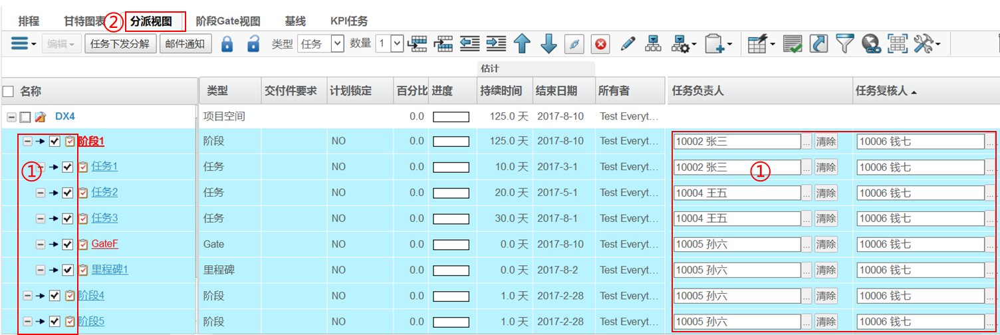 排程 甘特图表 ② 分派视图 阶段Gate视图 基线 KPI任务
编辑 任务下发分解 邮件通知 类型 任务 数量 1
估计
名称 类型 交付件要求 计划锁定 百分比 进度 持续时间 结束日期 所有者 任务负责人 任务复核人
DX4 项目空间 0.0 125.0 天 2017-8-10 Test Everyt...
阶段1 阶段 NO 0.0 125.0 天 2017-8-10 Test Everyt... 10002 张三 ... 清除 10006 钱七 ...
① 任务1 任务 NO 0.0 10.0 天 2017-3-1 Test Everyt... 10002 张三 ① ... 清除 10006 钱七 ...
任务2 任务 NO 0.0 20.0 天 2017-5-1 Test Everyt... 10004 王五 ... 清除 10006 钱七 ...
任务3 任务 NO 0.0 30.0 天 2017-8-1 Test Everyt... 10004 王五 ... 清除 10006 钱七 ...
GateF Gate NO 0.0 0.0 天 2017-8-10 Test Everyt... 10005 孙六 ... 清除 10006 钱七 ...
里程碑1 里程碑 NO 0.0 0.0 天 2017-8-2 Test Everyt... 10005 孙六 ... 清除 10006 钱七 ...
阶段4 阶段 NO 0.0 1.0 天 2017-2-28 Test Everyt... 10005 孙六 ... 清除 10006 钱七 ...
阶段5 阶段 NO 0.0 1.0 天 2017-2-28 Test Everyt... 10005 孙六 ... 清除 10006 钱七 ...